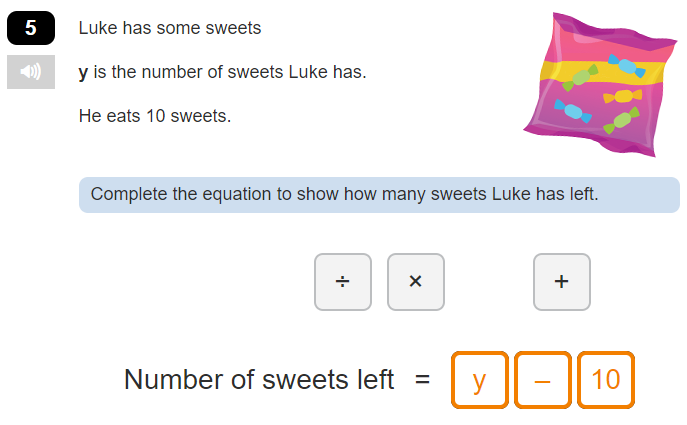 5 Luke has some sweets
y is the number of sweets Luke has.
He eats 10 sweets.
Complete the equation to show how many sweets Luke has left.
÷ × +
Number of sweets left = y – 10